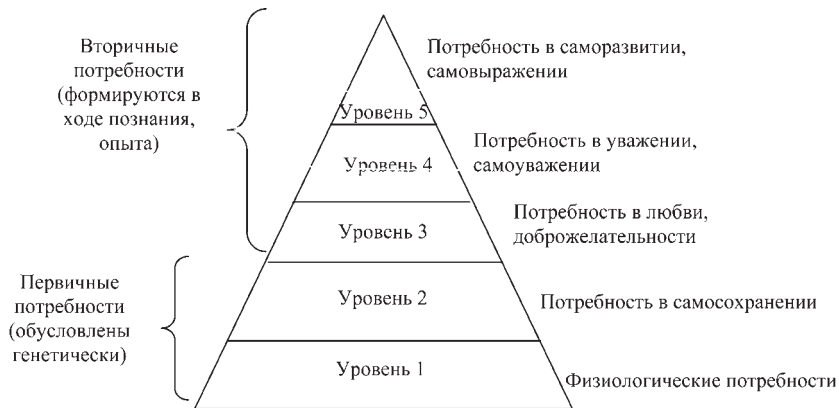 Вторичные
потребности
(формируются в
ходе познания,
опыта)
Первичные
потребности
(обусловлены
генетически)
Уровень 5
Уровень 4
Уровень 3
Уровень 2
Уровень 1
Потребность в саморазвитии,
самовыражении
Потребность в уважении,
самоуважении
Потребность в любви,
доброжелательности
Потребность в самосохранении
Физиологические потребности